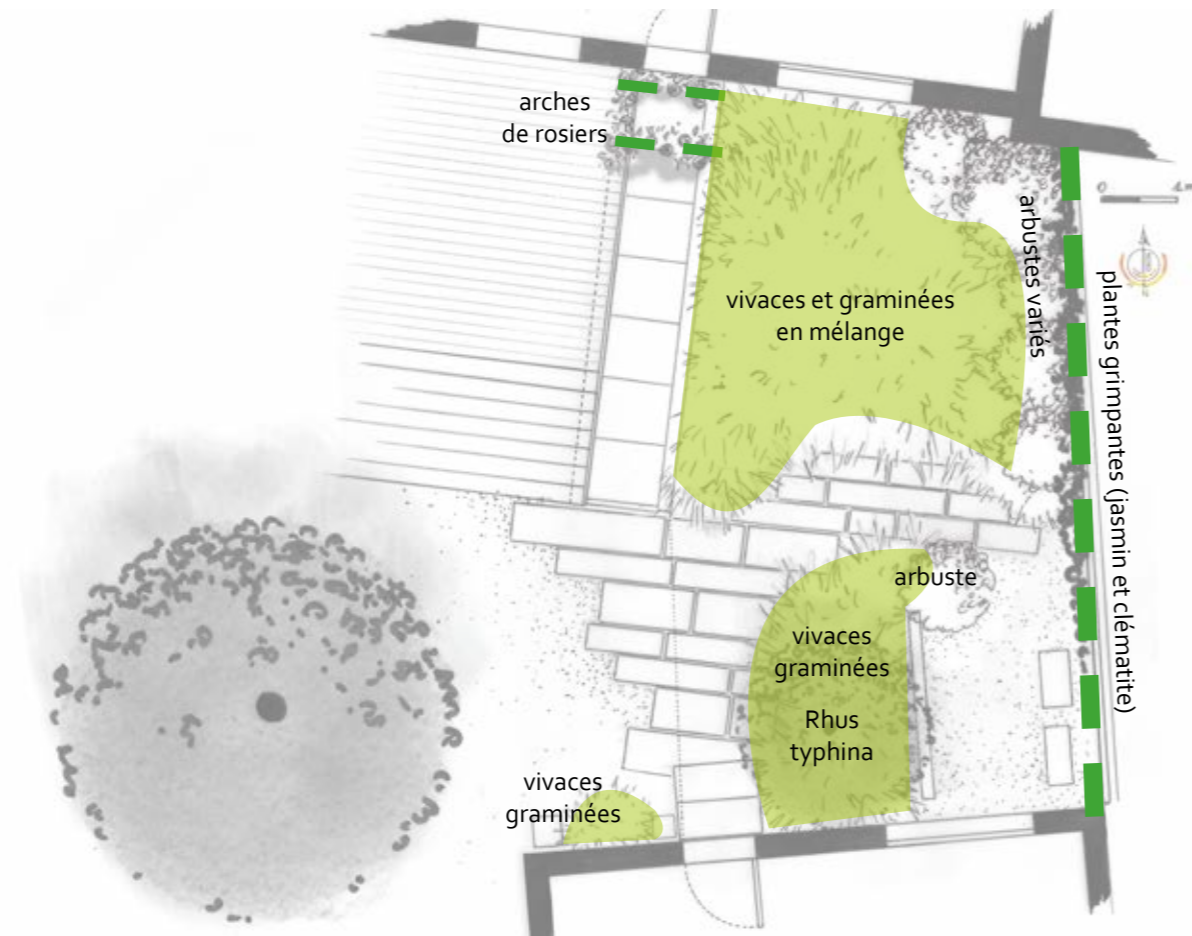 arches
de rosiers
0 4m
arbustes variés
plantes grimpantes (jasmin et clématite)
vivaces et graminées
en mélange
arbuste
vivaces
graminées
Rhus
typhina
vivaces
graminées